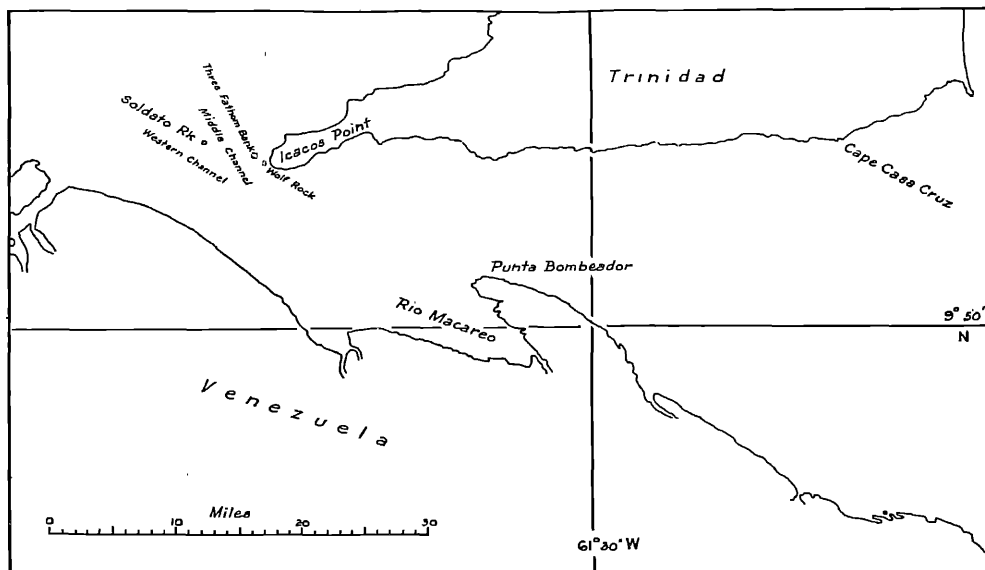 Trinidad
Three Fathom Bank
Soldato Rk
Middle Channel
Western Channel
Icacos Point
Wolf Rock
Cape Casa Cruz
Punta Bombeador
Rio Macareo
9°50'
N
Venezuela
Miles
0 10 20 30
61°30' W